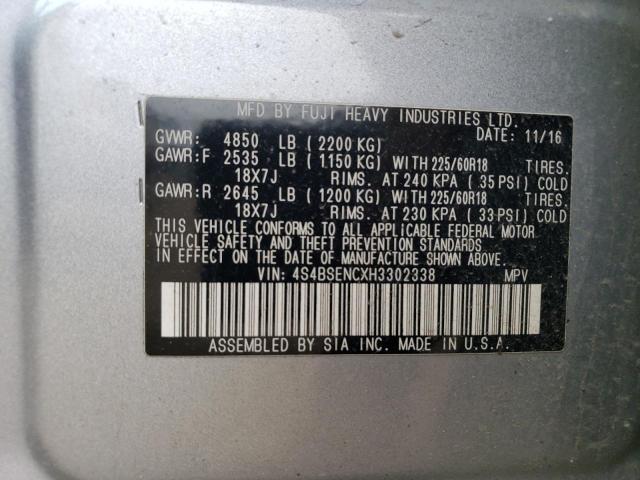 MFD BY FUJI HEAVY INDUSTRIES LTD.
DATE: 11/16
GVWR: 4850 LB ( 2200 KG)
GAWR:F 2535 LB ( 1150 KG) WITH 225/60R18 TIRES.
18X7J RIMS. AT 240 KPA ( 35 PSI) COLD
GAWR:R 2645 LB ( 1200 KG) WITH 225/60R18 TIRES.
18X7J RIMS. AT 230 KPA ( 33 PSI) COLD
THIS VEHICLE CONFORMS TO ALL APPLICABLE FEDERAL MOTOR
VEHICLE SAFETY AND THEFT PREVENTION STANDARDS
IN EFFECT ON THE DATE OF MANUFACTURE SHOWN ABOVE.
VIN: 4S4BSENCXH3302338 MPV
ASSEMBLED BY SIA INC. MADE IN U.S.A.